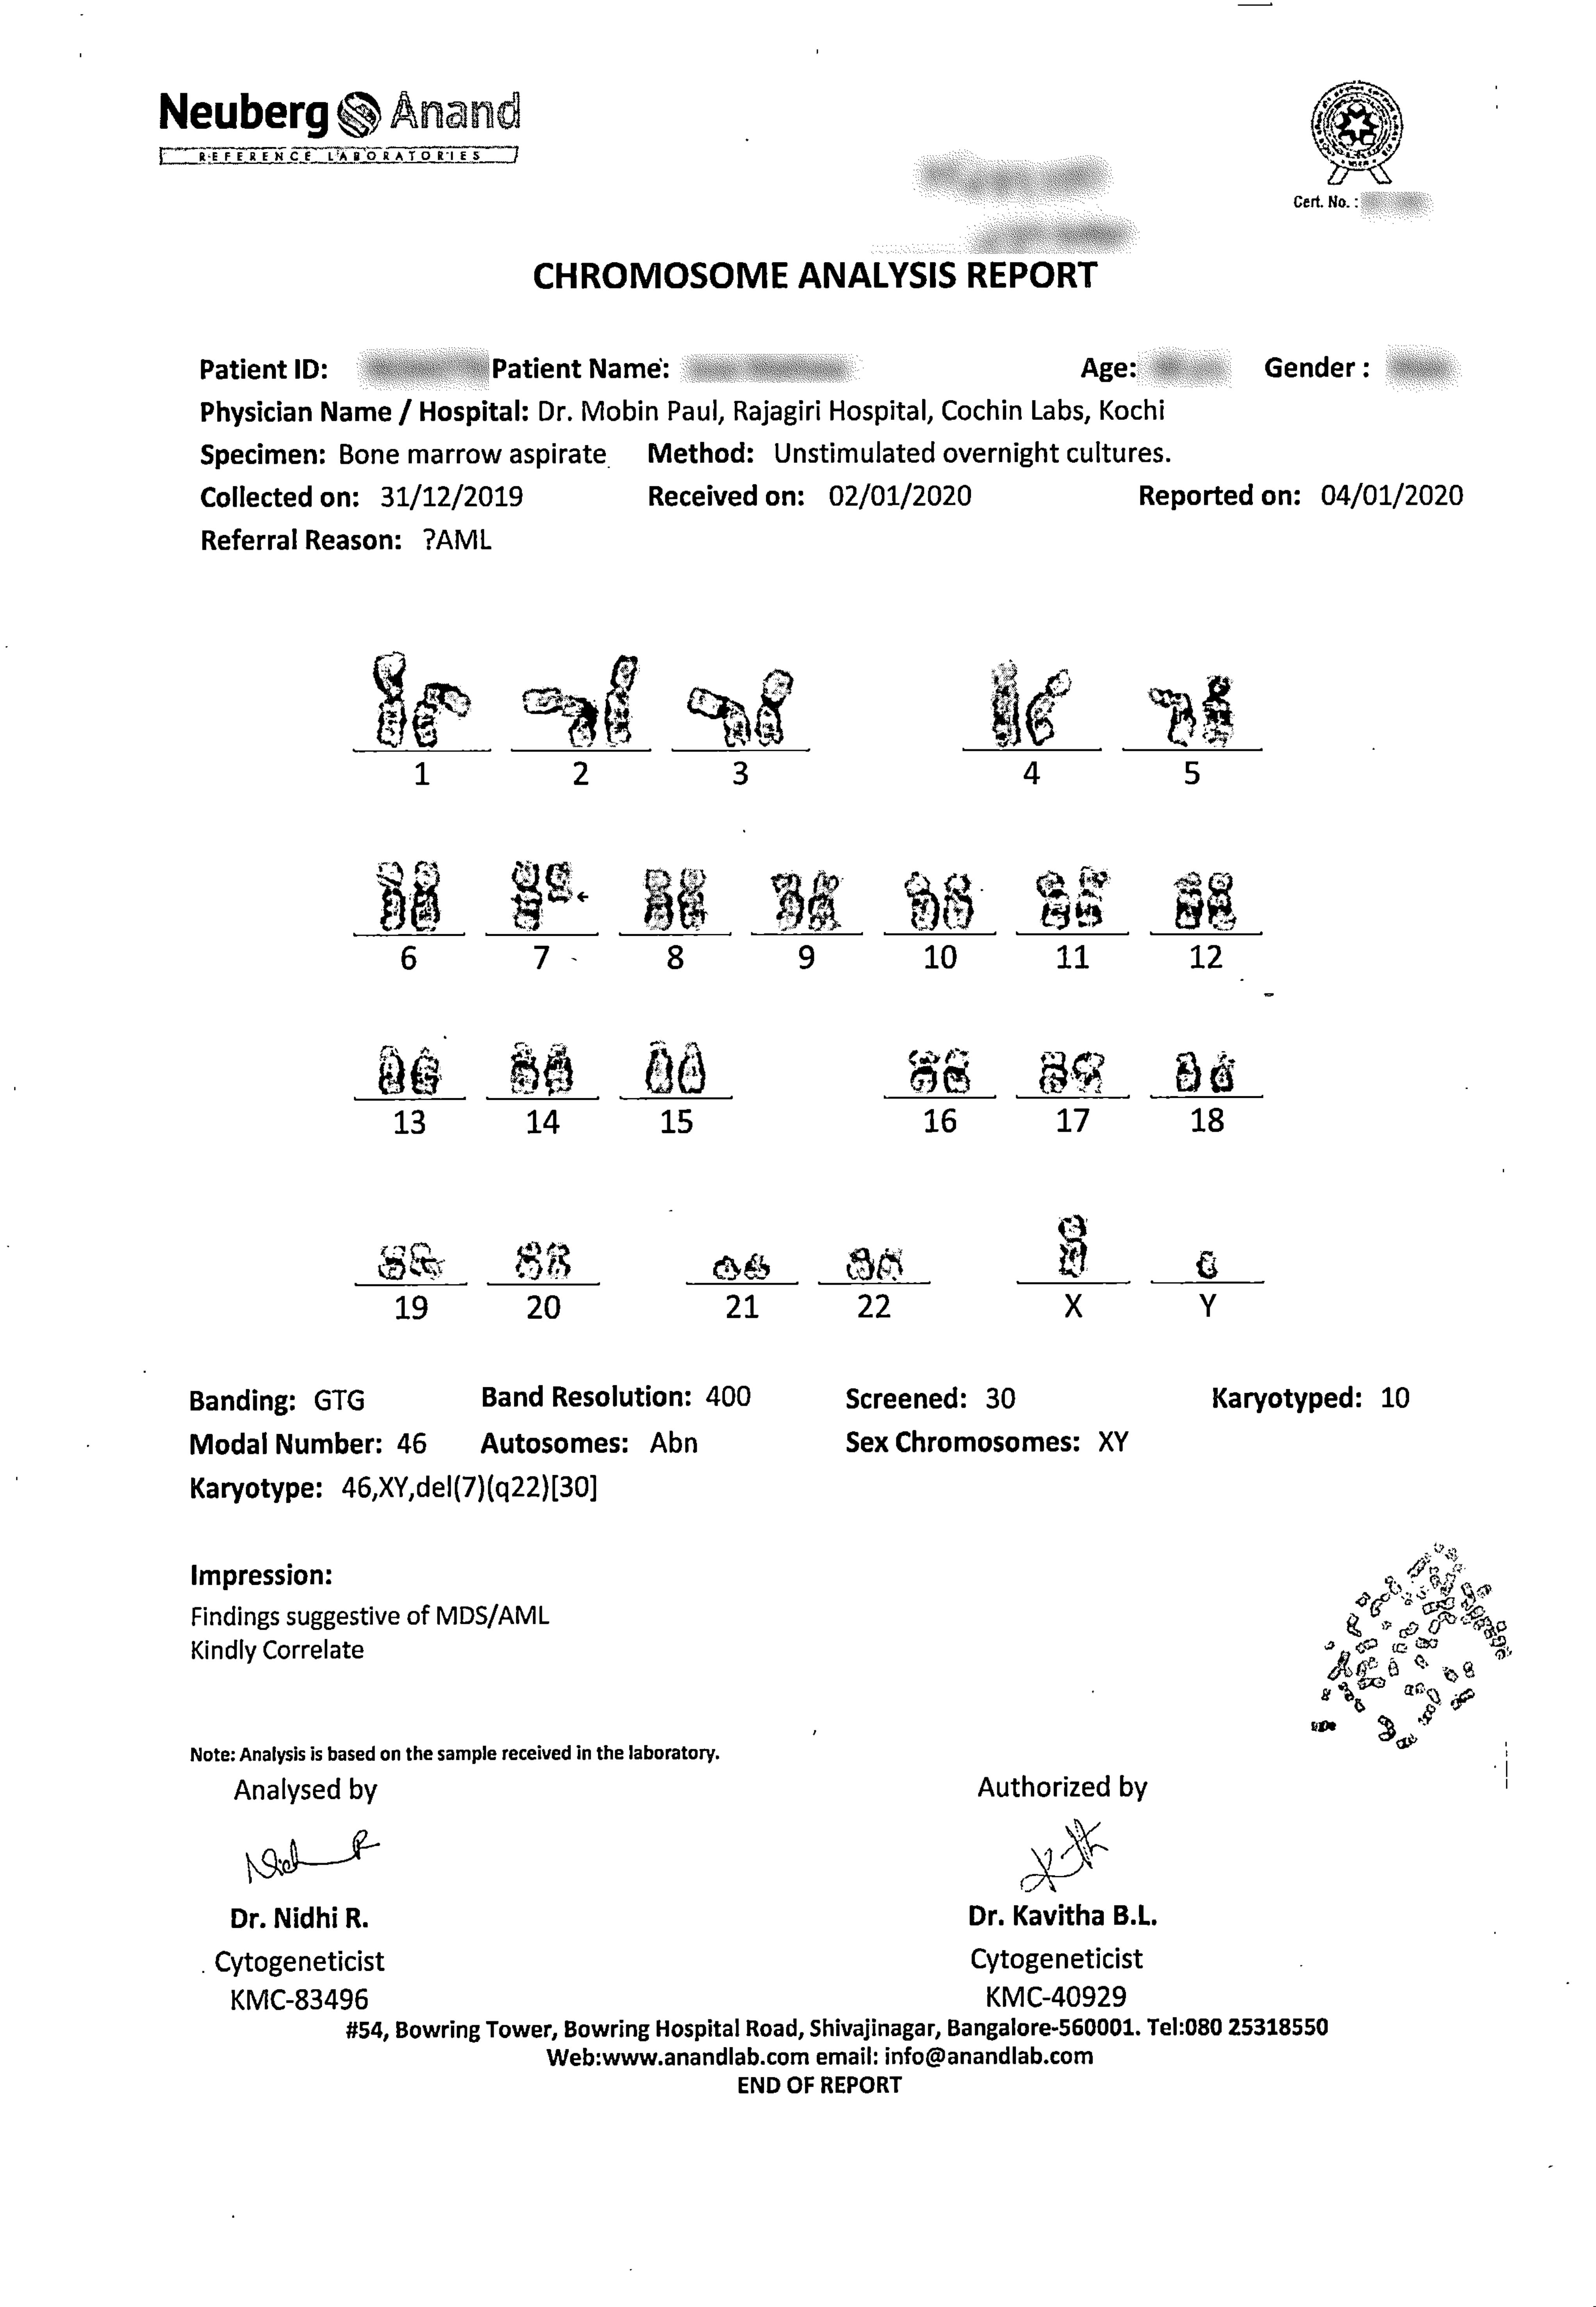 Neuberg Anand
REFERENCE LABORATORIES
Cert. No. :
CHROMOSOME ANALYSIS REPORT
Patient ID: Patient Name: Age: Gender :
Physician Name / Hospital: Dr. Mobin Paul, Rajagiri Hospital, Cochin Labs, Kochi
Specimen: Bone marrow aspirate Method: Unstimulated overnight cultures.
Collected on: 31/12/2019 Received on: 02/01/2020 Reported on: 04/01/2020
Referral Reason: ?AML
1 2 3 4 5
6 7 8 9 10 11 12
13 14 15 16 17 18
19 20 21 22 X Y
Banding: GTG Band Resolution: 400 Screened: 30 Karyotyped: 10
Modal Number: 46 Autosomes: Abn Sex Chromosomes: XY
Karyotype: 46,XY,del(7)(q22)[30]
Impression:
Findings suggestive of MDS/AML
Kindly Correlate
Note: Analysis is based on the sample received in the laboratory.
Analysed by Authorized by
Dr. Nidhi R. Dr. Kavitha B.L.
Cytogeneticist Cytogeneticist
KMC-83496 KMC-40929
#54, Bowring Tower, Bowring Hospital Road, Shivajinagar, Bangalore-560001. Tel:080 25318550
Web:www.anandlab.com email: info@anandlab.com
END OF REPORT